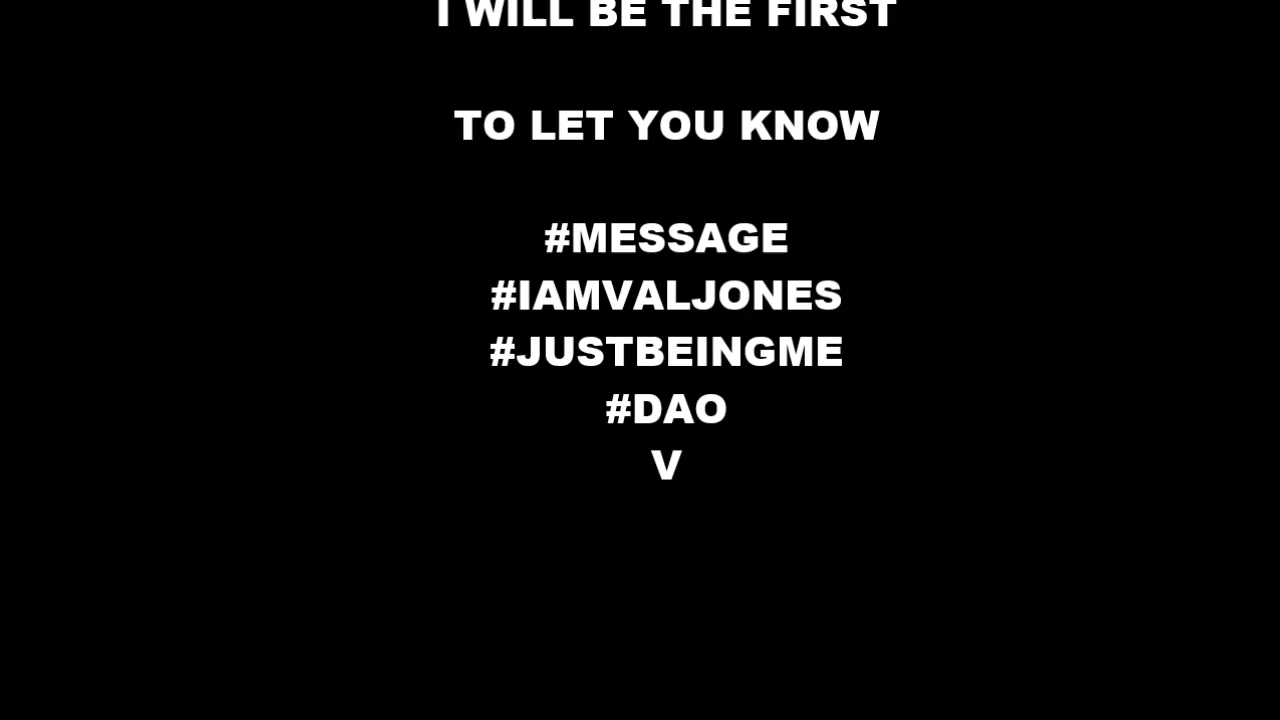 I WILL BE THE FIRST
TO LET YOU KNOW
#MESSAGE
#IAMVALJONES
#JUSTBEINGME
#DAO
V